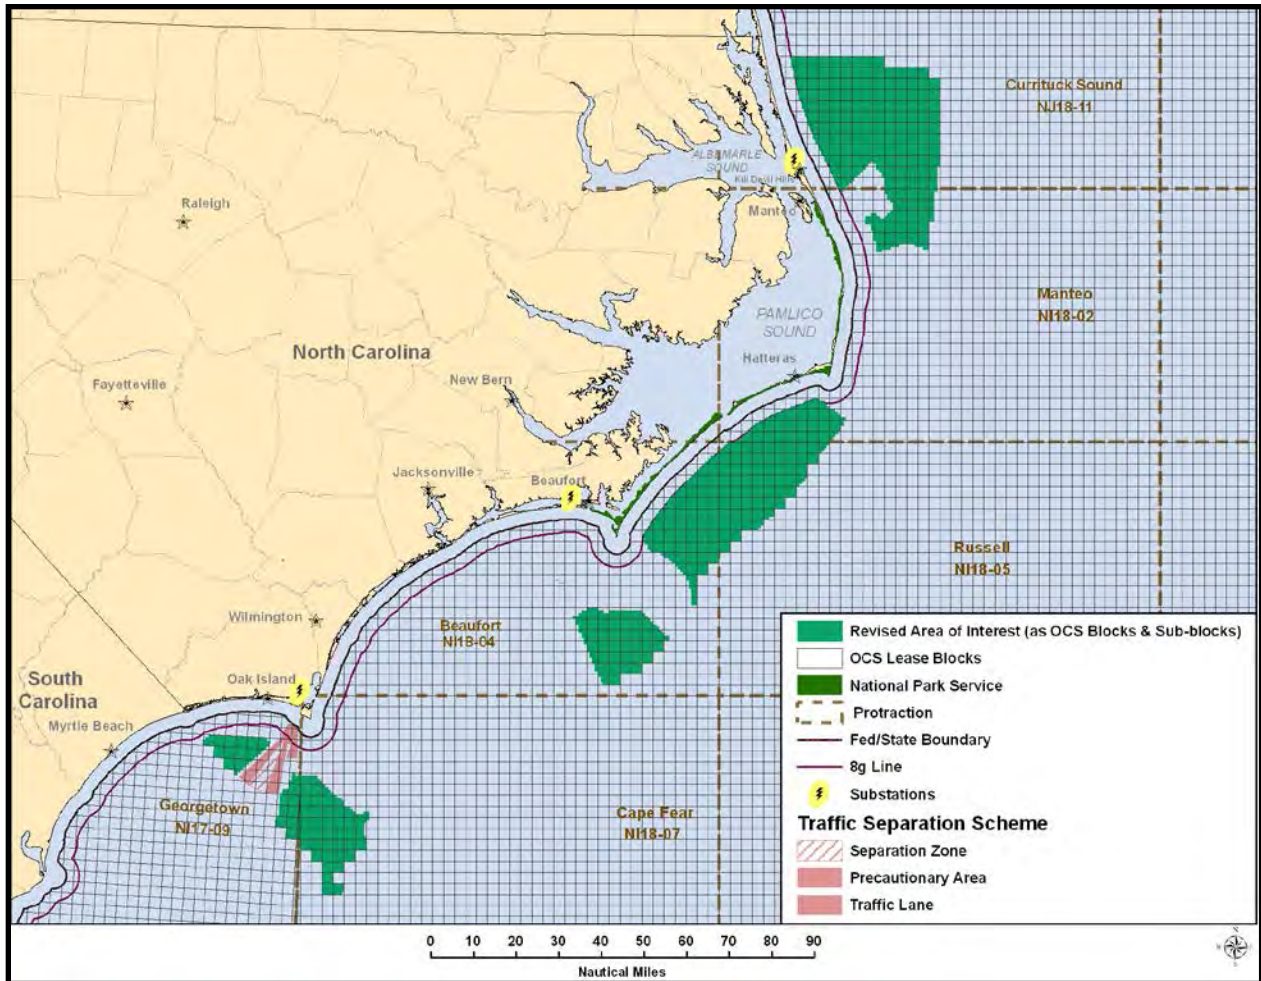 Currituck Sound
NJ18-11
ALBEMARLE
SOUND
Kill Devil Hills
Raleigh
Manteo
Manteo
NI18-02
PAMLICO
SOUND
North Carolina
Hatteras
Fayetteville
New Bern
Jacksonville
Beaufort
Russell
NI18-05
Wilmington
Beaufort
NI18-04
South
Carolina
Oak Island
Myrtle Beach
Georgetown
NI17-09
Cape Fear
NI18-07
Revised Area of Interest (as OCS Blocks & Sub-blocks)
OCS Lease Blocks
National Park Service
Protraction
Fed/State Boundary
8g Line
Substations
Traffic Separation Scheme
Separation Zone
Precautionary Area
Traffic Lane
0 10 20 30 40 50 60 70 80 90
Nautical Miles